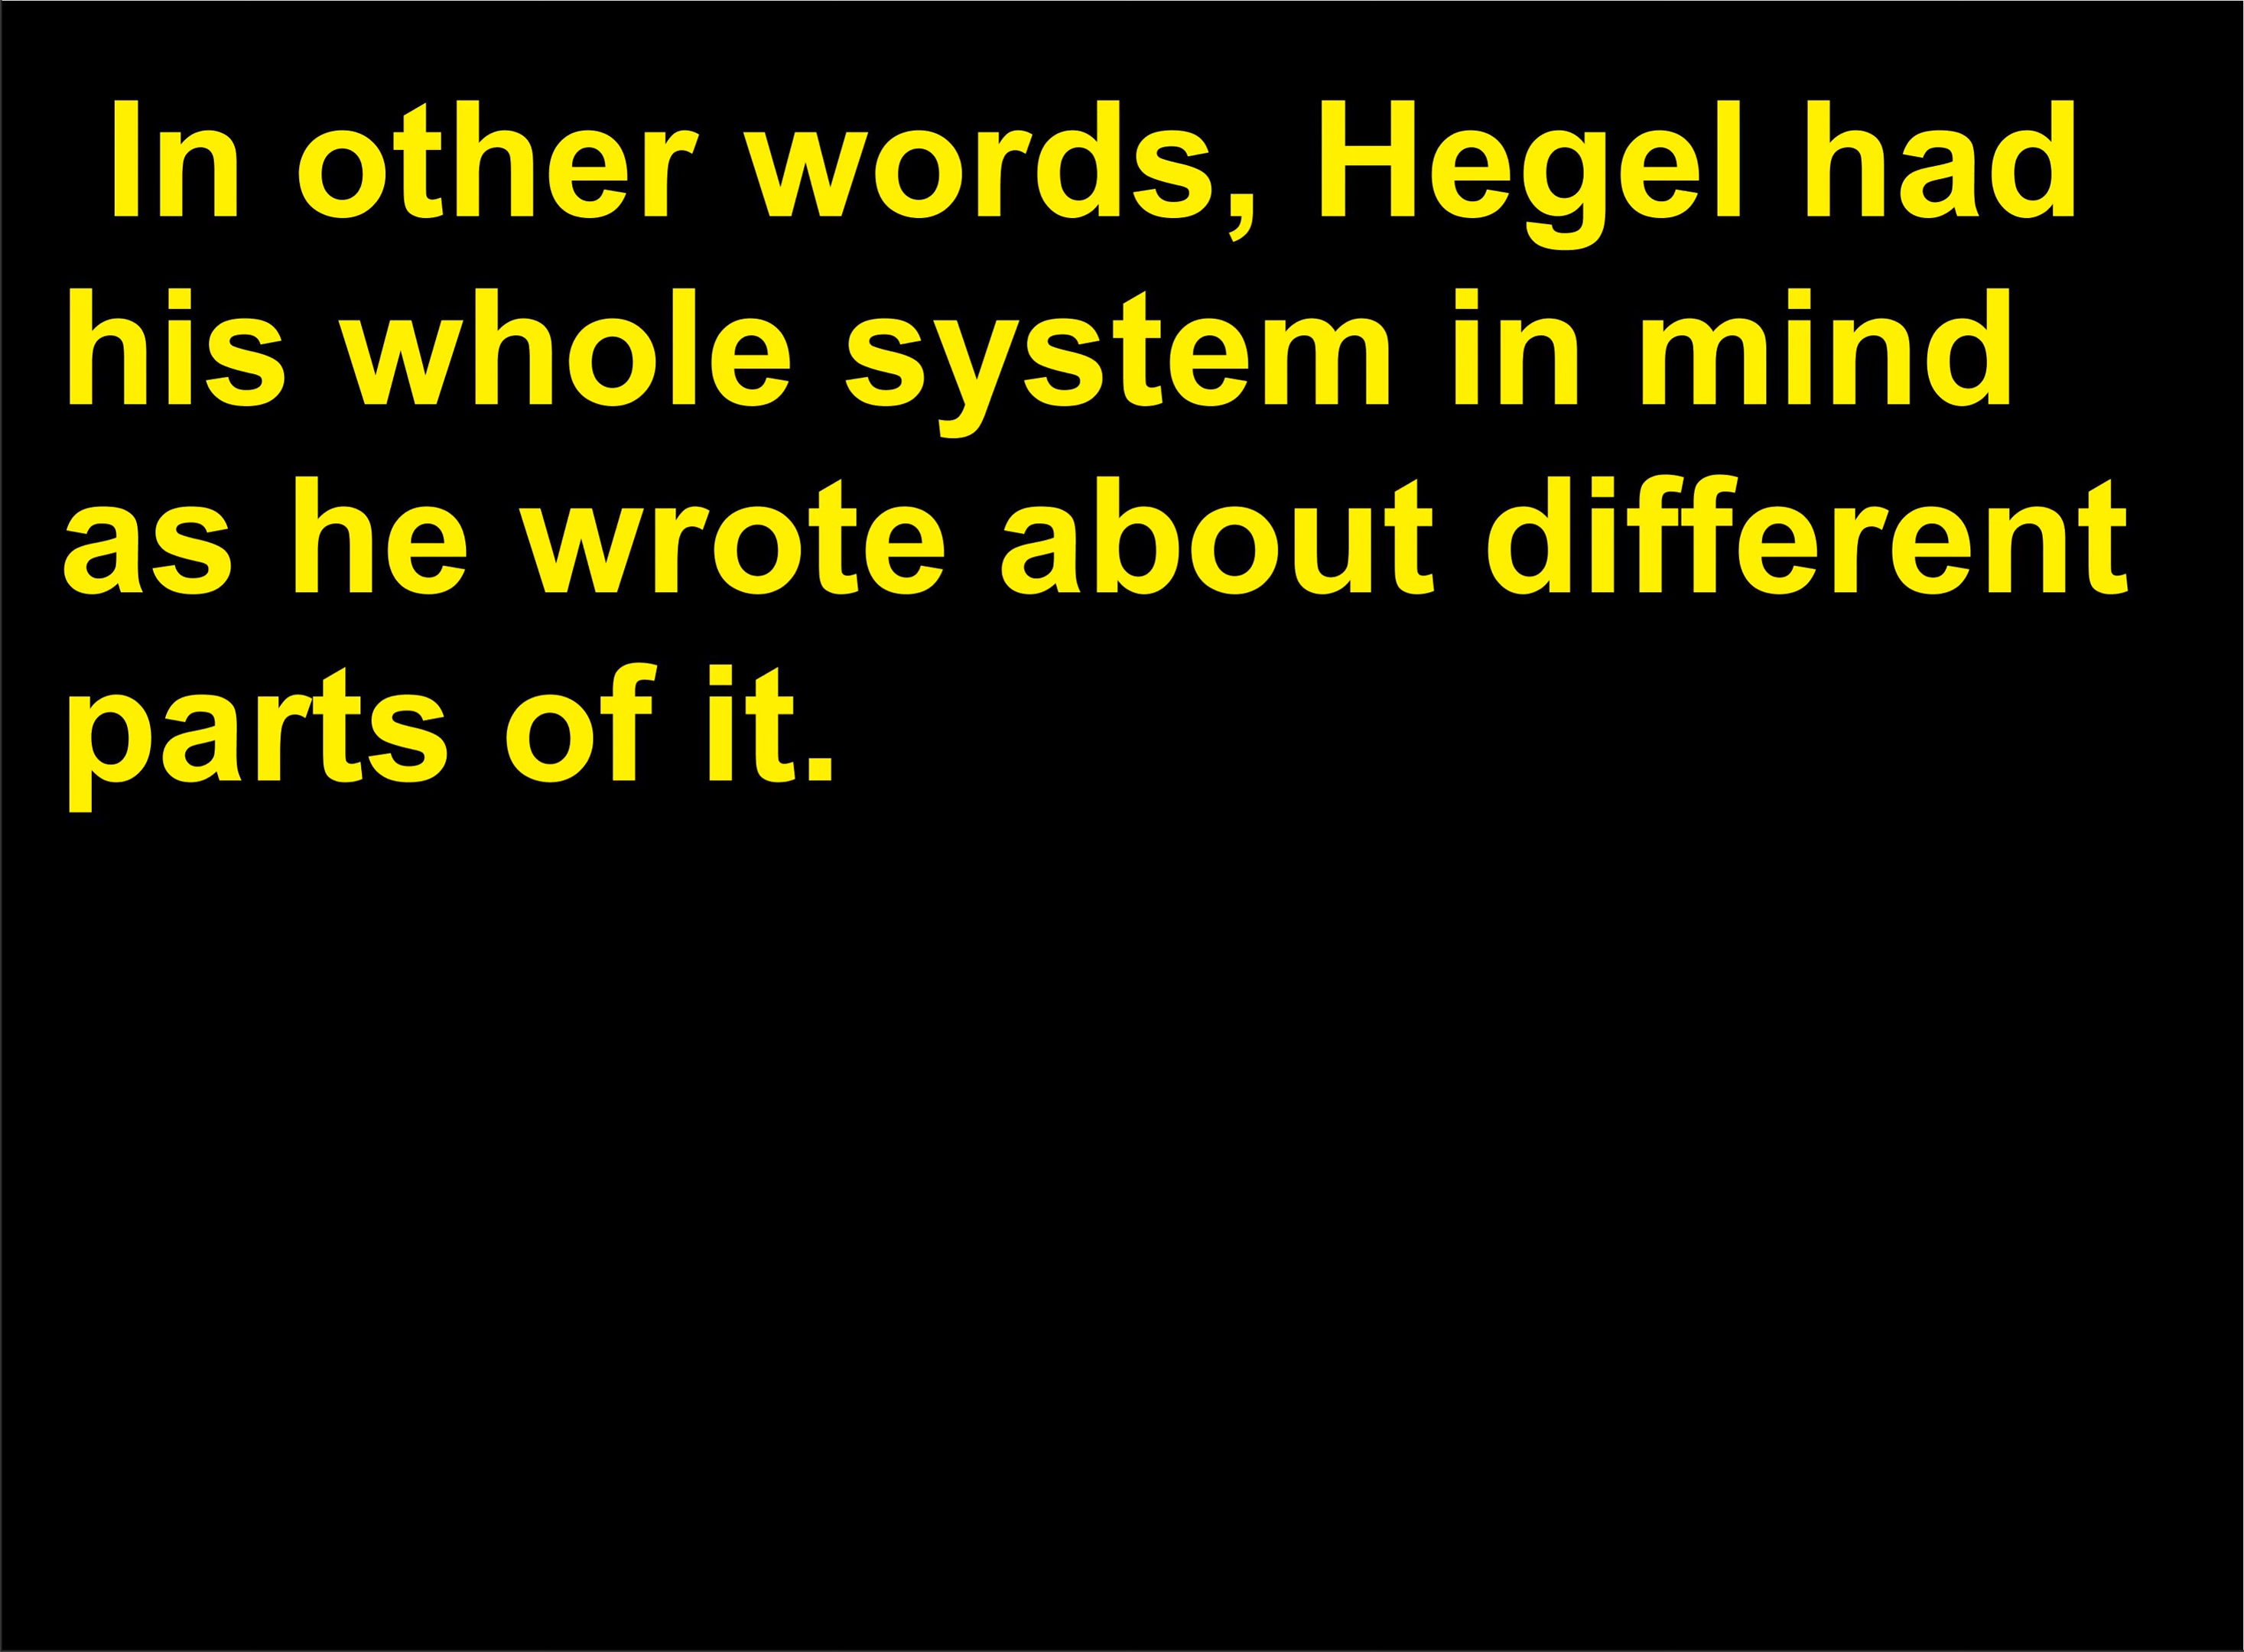 In other words, Hegel had
his whole system in mind
as he wrote about different
parts of it.